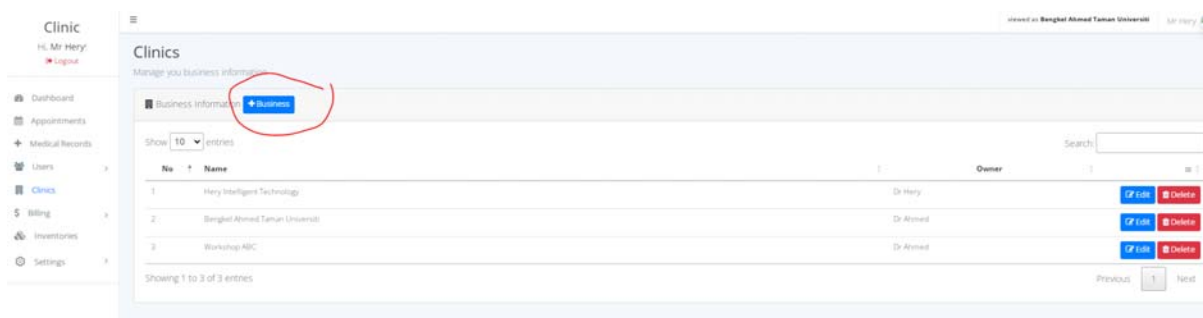 Clinic
Hi, Mr Hery!
Logout
Dashboard
Appointments
Medical Records
Users
Clinics
$ Billing
Inventories
Settings
viewed as Bengkel Ahmed Taman Universiti Mr Hery
Clinics
Manage you business information
Business Information +Business
Show 10 entries
Search:
No Name Owner
1 Hery Intelligent Technology Dr Hery Edit Delete
2 Bengkel Ahmed Taman Universiti Dr Ahmed Edit Delete
3 Workshop ABC Dr Ahmed Edit Delete
Showing 1 to 3 of 3 entries
Previous 1 Next